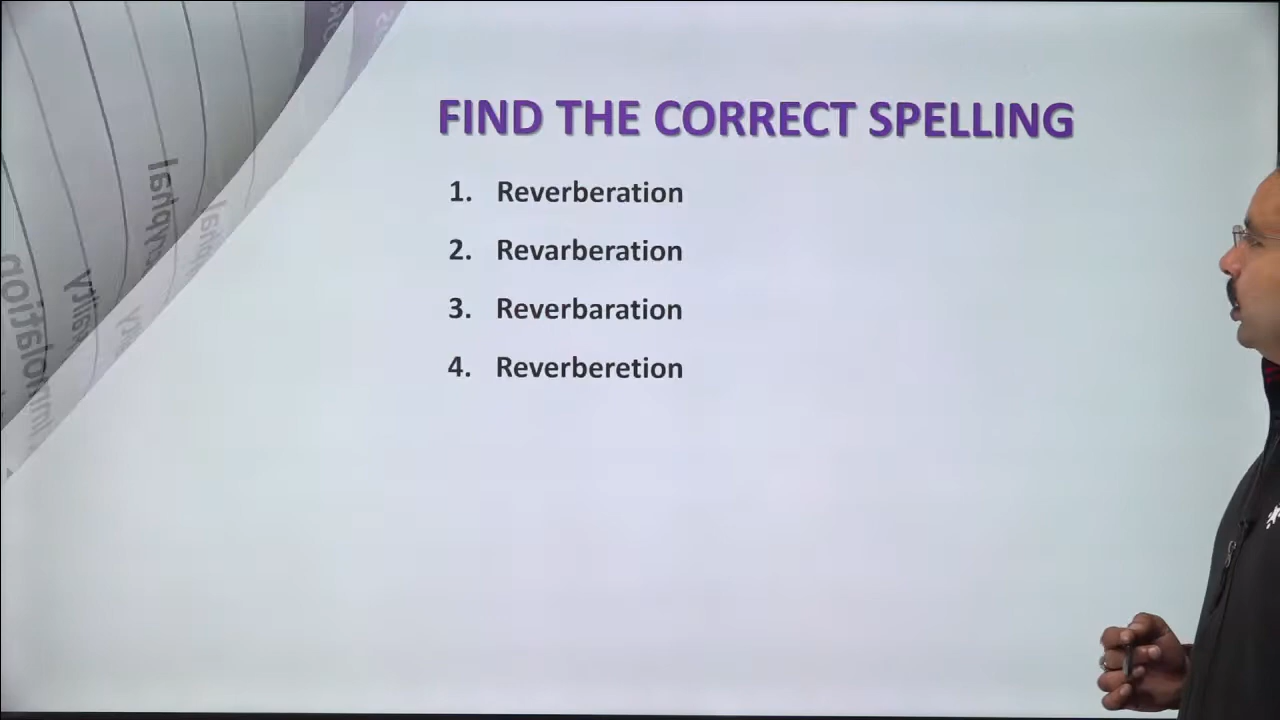 FIND THE CORRECT SPELLING
1. Reverberation
2. Revarberation
3. Reverbaration
4. Reverberetion